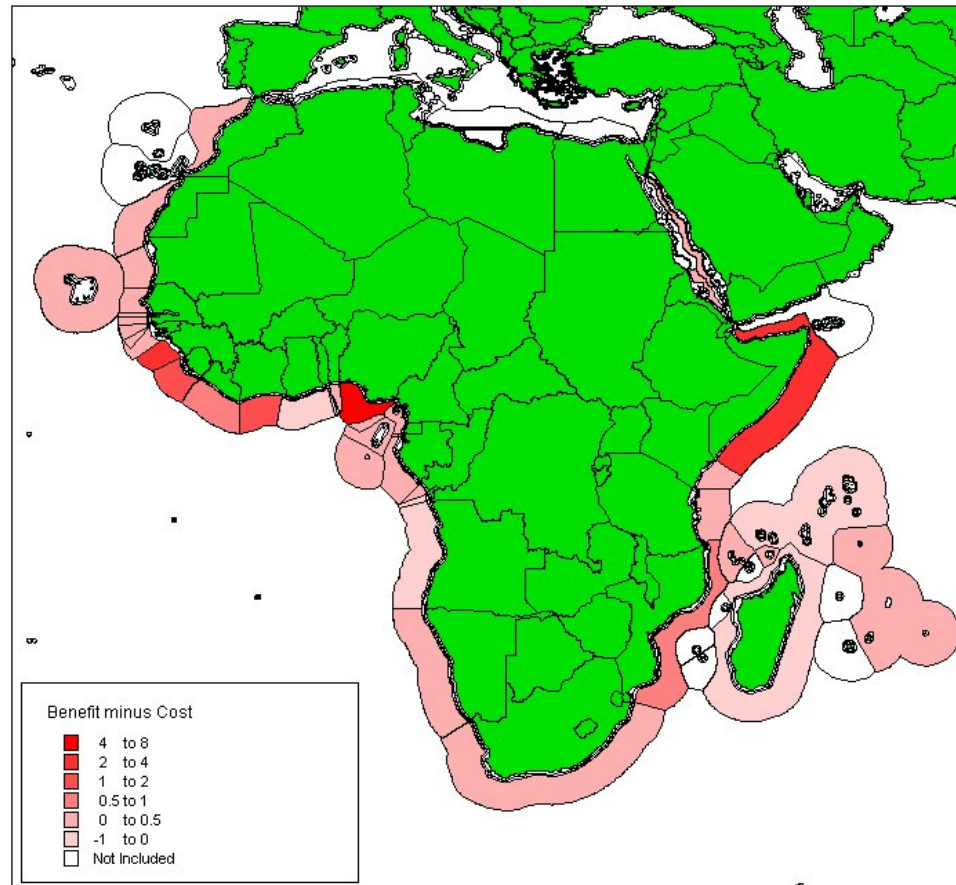 Benefit minus Cost
4 to 8
2 to 4
1 to 2
0.5 to 1
0 to 0.5
-1 to 0
Not Included